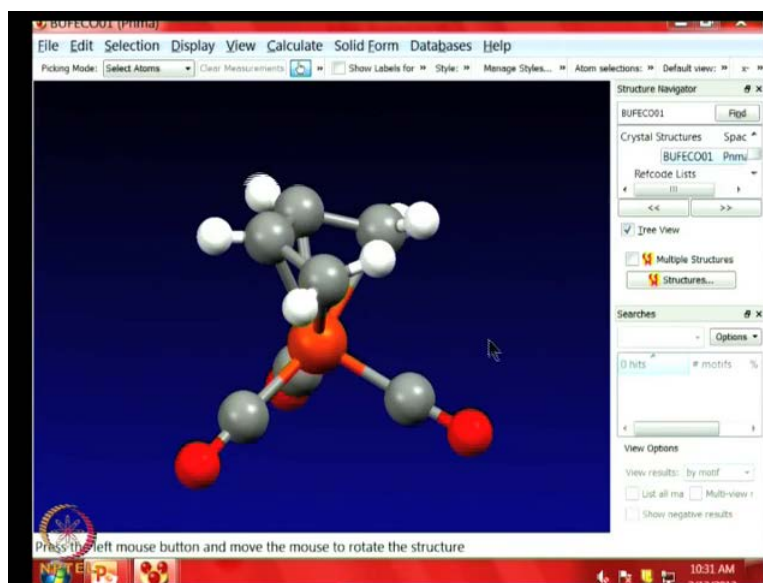 BUFECO01 (Pnma)
File Edit Selection Display View Calculate Solid Form Databases Help
Picking Mode: Select Atoms Clear Measurements » Show Labels for » Style: » Manage Styles... » Atom selections: » Default view: » x- »
Structure Navigator
BUFECO01 Find
Crystal Structures Spac
BUFECO01 Pnma
Refcode Lists
<< >>
Tree View
Multiple Structures
Structures...
Searches
Options
0 hits # motifs %
View Options
View results: by motif
List all ma Multi-view r
Show negative results
Press the left mouse button and move the mouse to rotate the structure
NPTEL
10:31 AM